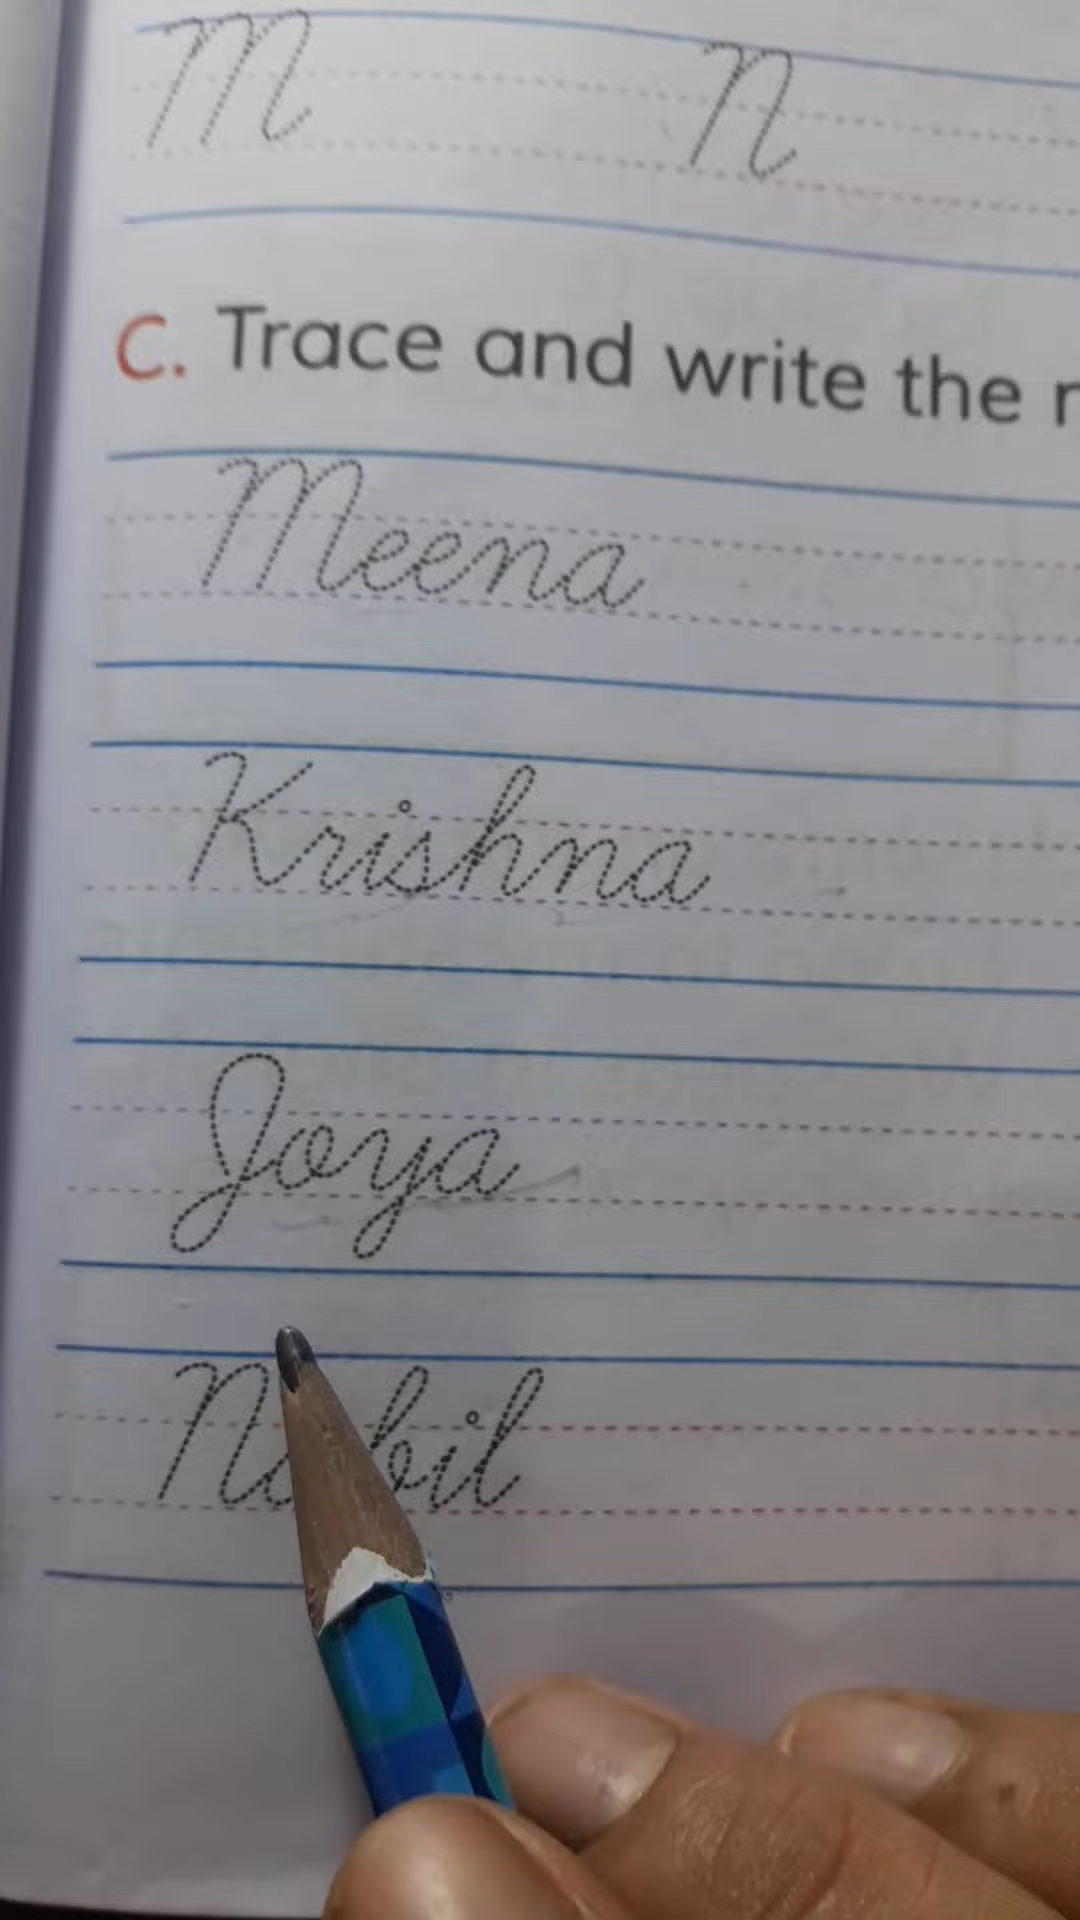 M N
C. Trace and write the
Meena
Krishna
Joya